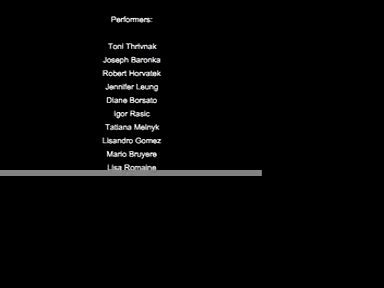 Performers:
Toni Thrivnak
Joseph Baronka
Robert Horvatek
Jennifer Leung
Diane Borsato
Igor Rasic
Tatiana Melnyk
Lisandro Gomez
Mario Bruyere
Lisa Romaine